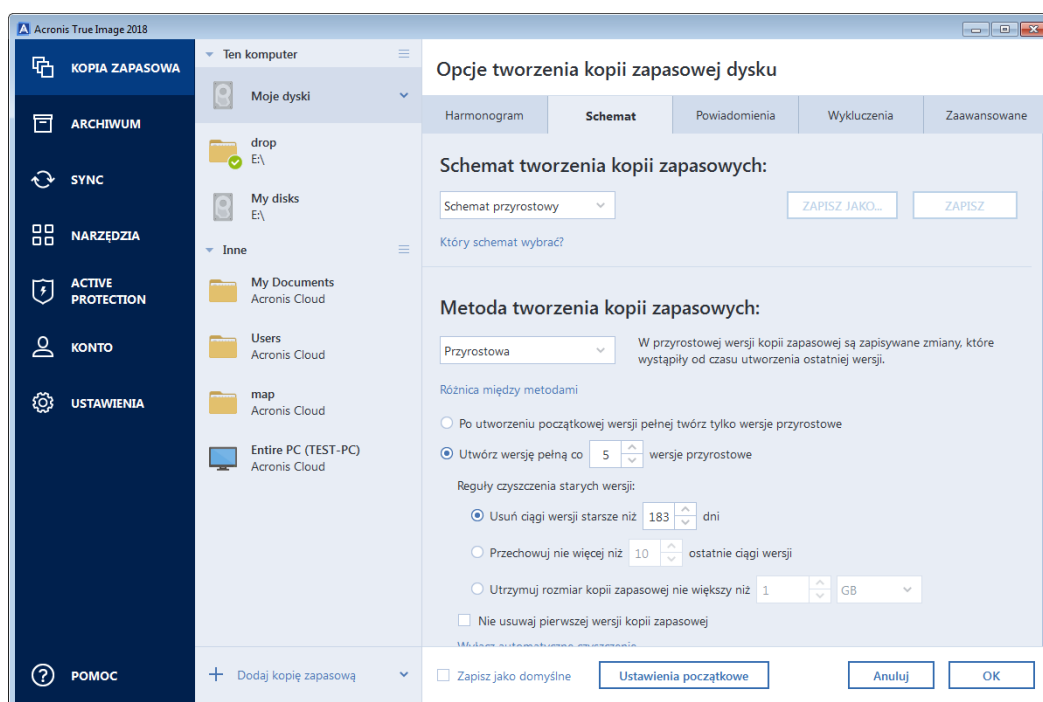 Acronis True Image 2018
KOPIA ZAPASOWA
ARCHIWUM
SYNC
NARZĘDZIA
ACTIVE
PROTECTION
KONTO
USTAWIENIA
POMOC
Ten komputer
Moje dyski
drop
E:\
My disks
E:\
Inne
My Documents
Acronis Cloud
Users
Acronis Cloud
map
Acronis Cloud
Entire PC (TEST-PC)
Acronis Cloud
Dodaj kopię zapasową
Opcje tworzenia kopii zapasowej dysku
Harmonogram Schemat Powiadomienia Wykluczenia Zaawansowane
Schemat tworzenia kopii zapasowych:
Schemat przyrostowy ZAPISZ JAKO... ZAPISZ
Który schemat wybrać?
Metoda tworzenia kopii zapasowych:
Przyrostowa
W przyrostowej wersji kopii zapasowej są zapisywane zmiany, które
wystąpiły od czasu utworzenia ostatniej wersji.
Różnica między metodami
Po utworzeniu początkowej wersji pełnej twórz tylko wersje przyrostowe
Utwórz wersję pełną co 5 wersje przyrostowe
Reguły czyszczenia starych wersji:
Usuń ciągi wersji starsze niż 183 dni
Przechowuj nie więcej niż 10 ostatnie ciągi wersji
Utrzymuj rozmiar kopii zapasowej nie większy niż 1 GB
Nie usuwaj pierwszej wersji kopii zapasowej
Wyłącz automatyczne czyszczenie
Zapisz jako domyślne Ustawienia początkowe Anuluj OK